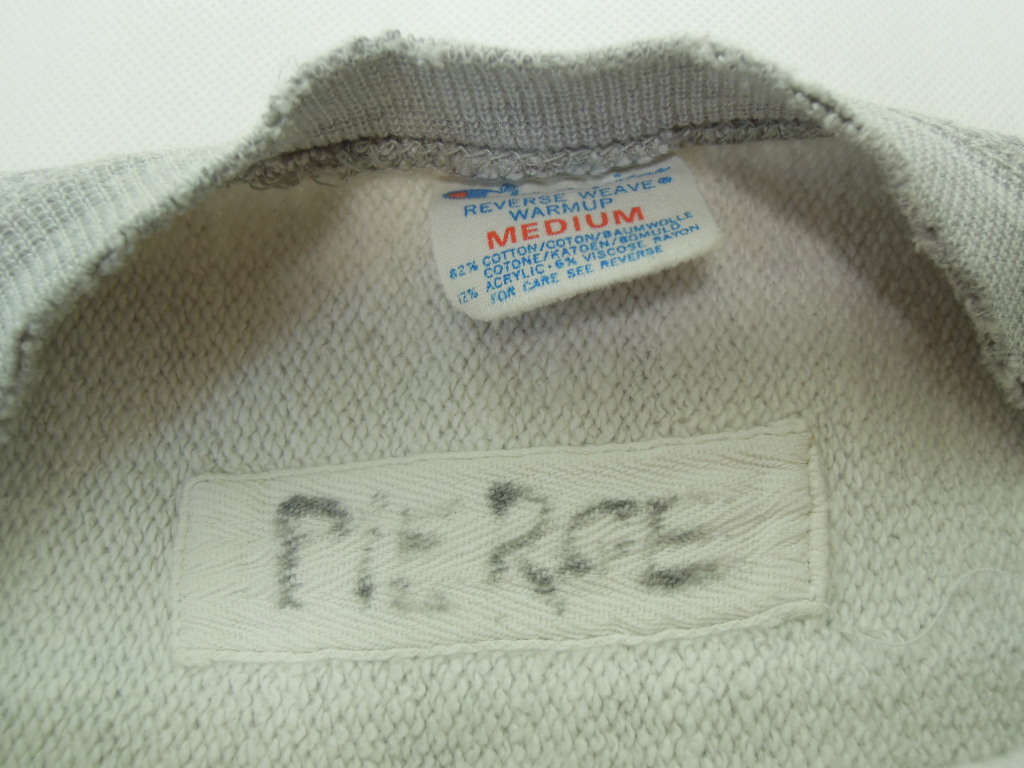 REVERSE WEAVE®
WARMUP
MEDIUM
82% COTTON/COTON/BAUMWOLLE
COTONE/KATOEN/BOMULD
12% ACRYLIC · 6% VISCOSE RAYON
FOR CARE SEE REVERSE
PIERCE